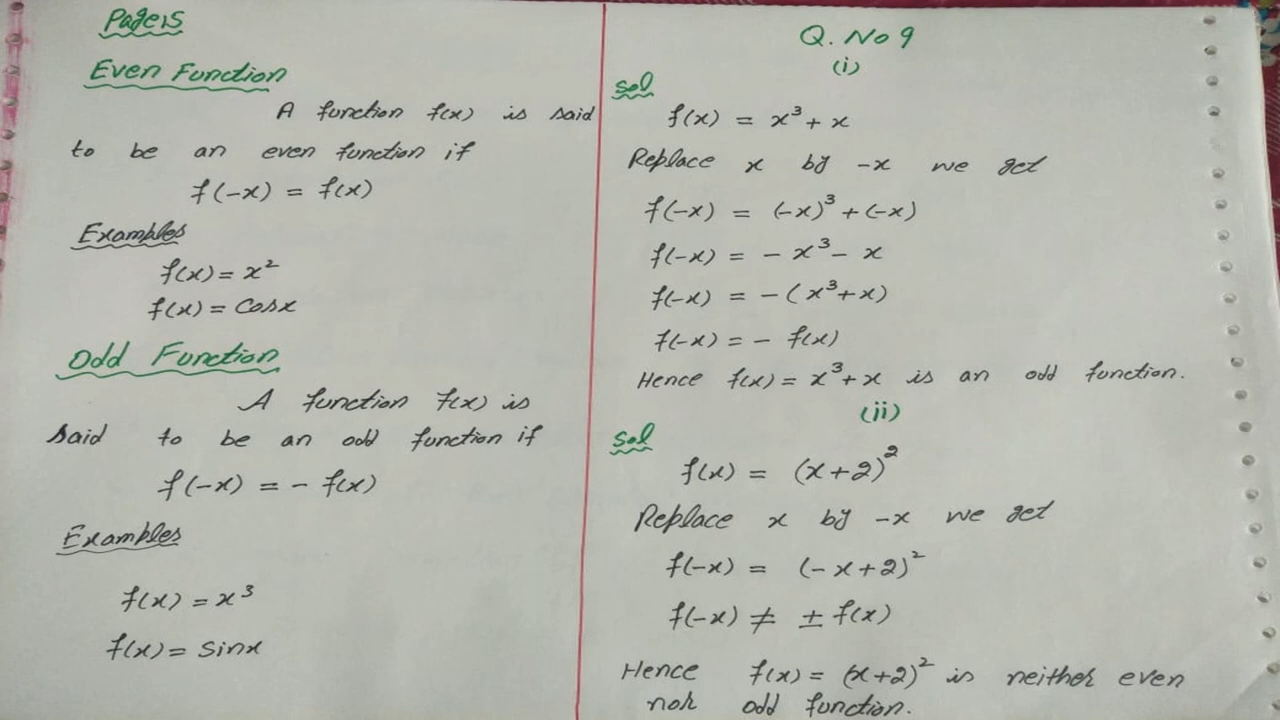 Page15
Even Function
A function f(x) is said
to be an even function if
f(-x) = f(x)
Examples
f(x) = x²
f(x) = Cosx
Odd Function
A function f(x) is
said to be an odd function if
f(-x) = - f(x)
Examples
f(x) = x³
f(x) = Sinx
Q. No 9
(i)
Sol
f(x) = x³ + x
Replace x by -x we get
f(-x) = (-x)³ + (-x)
f(-x) = - x³ - x
f(-x) = - (x³ + x)
f(-x) = - f(x)
Hence f(x) = x³ + x is an odd function.
(ii)
Sol
f(x) = (x+2)²
Replace x by -x we get
f(-x) = (-x+2)²
f(-x) ≠ ± f(x)
Hence f(x) = (x+2)² is neither even
nor odd function.